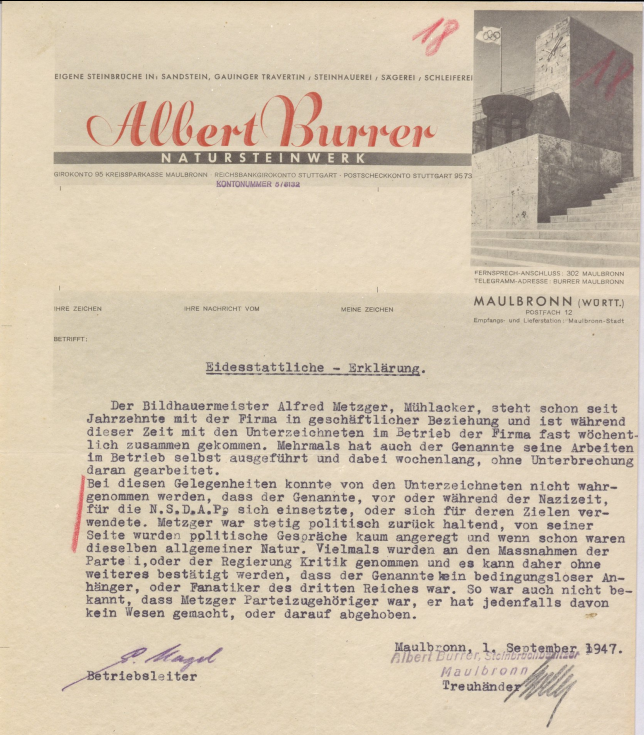 18
18
EIGENE STEINBRÜCHE IN: SANDSTEIN, GAUINGER TRAVERTIN / STEINHAUEREI / SÄGEREI / SCHLEIFEREI
Albert Burrer
NATURSTEINWERK
GIROKONTO 95 KREISSPARKASSE MAULBRONN · REICHSBANKGIROKONTO STUTTGART - POSTSCHECKKONTO STUTTGART 9573
KONTONUMMER
FERNSPRECH-ANSCHLUSS: 302 MAULBRONN
TELEGRAMM-ADRESSE: BURRER MAULBRONN
MAULBRONN (WÜRTT.)
POSTFACH 12
Empfangs- und Lieferstation: Maulbronn-Stadt
IHRE ZEICHEN IHRE NACHRICHT VOM MEINE ZEICHEN
BETRIFFT:
Eidesstattliche - Erklärung.
Der Bildhauermeister Alfred Metzger, Mühlacker, steht schon seit
Jahrzehnte mit der Firma in geschäftlicher Beziehung und ist während
dieser Zeit mit den Unterzeichneten im Betrieb der Firma fast wöchent-
lich zusammen gekommen. Mehrmals hat auch der Genannte seine Arbeiten
im Betrieb selbst ausgeführt und dabei wochenlang, ohne Unterbrechung
daran gearbeitet.
Bei diesen Gelegenheiten konnte von den Unterzeichneten nicht wahr-
genommen werden, dass der Genannte, vor oder während der Nazizeit,
für die N.S.D.A.P. sich einsetzte, oder sich für deren Zielen ver-
wendete. Metzger war stetig politisch zurück haltend, von seiner
Seite wurden pplitische Gespräche kaum angeregt und wenn schon waren
dieselben allgemeiner Natur. Vielmals wurden an den Massnahmen der
Partei, oder der Regierung Kritik genommen und es kann daher ohne
weiteres bestätigt werden, dass der Genannte kein bedingungsloser An-
hänger, oder Fanatiker des dritten Reiches war. So war auch nicht be-
kannt, dass Metzger Parteizugehöriger war, er hat jedenfalls davon
kein Wesen gemacht, oder darauf abgehoben.
Maulbronn, 1. September 1947.
Albert Burrer, Steinbruchbesitzer
Maulbronn
Betriebsleiter Treuhänder